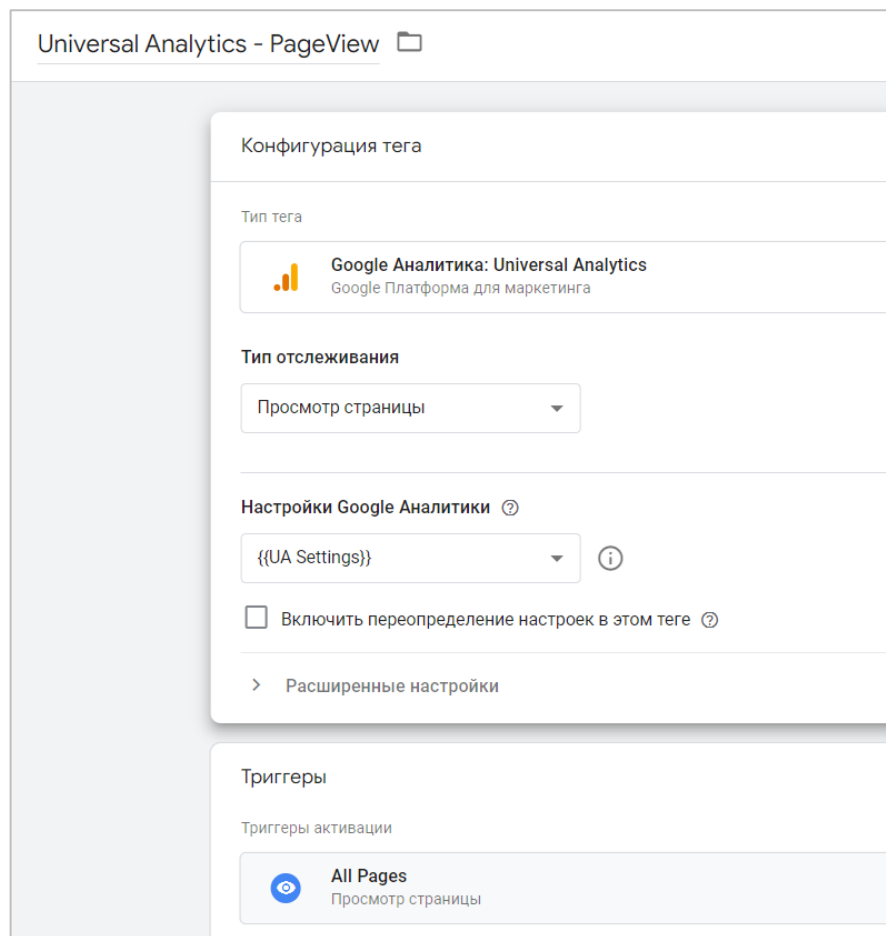 Universal Analytics - PageView
Конфигурация тега
Тип тега
Google Аналитика: Universal Analytics
Google Платформа для маркетинга
Тип отслеживания
Просмотр страницы
Настройки Google Аналитики
{{UA Settings}}
Включить переопределение настроек в этом теге
Расширенные настройки
Триггеры
Триггеры активации
All Pages
Просмотр страницы